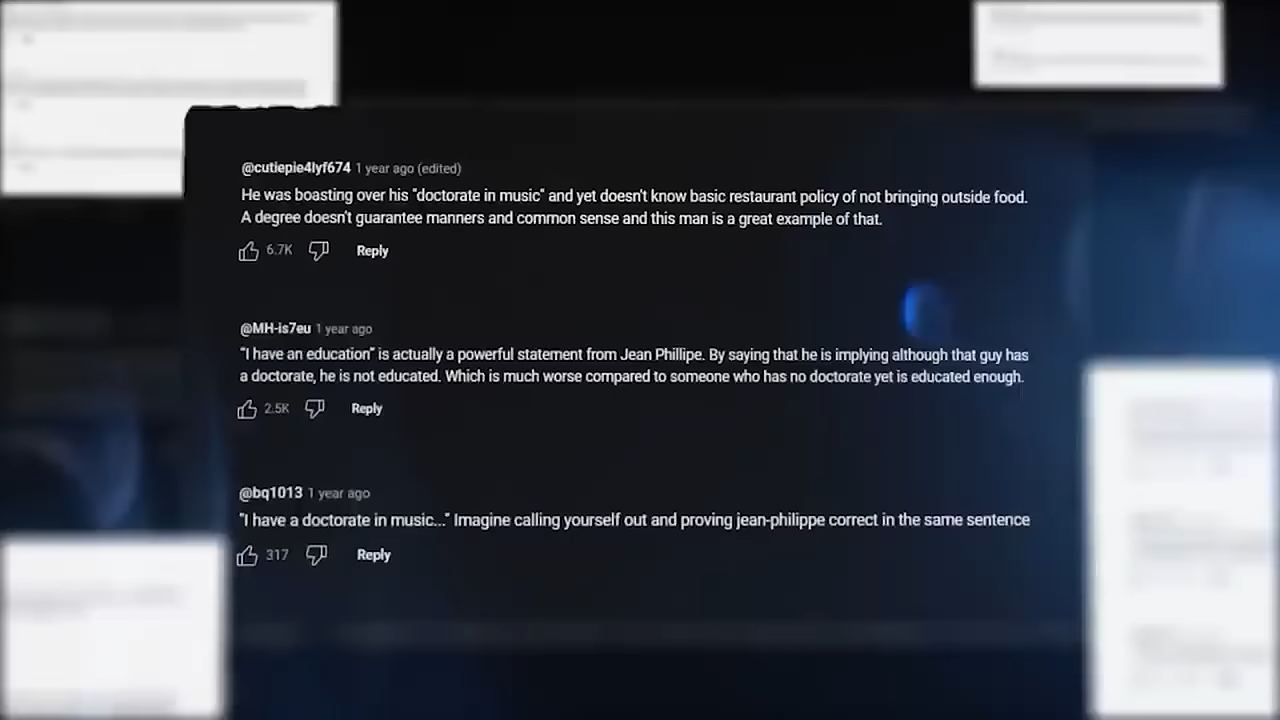 @cutiepie4lyf674 1 year ago (edited)
He was boasting over his "doctorate in music" and yet doesn't know basic restaurant policy of not bringing outside food.
A degree doesn't guarantee manners and common sense and this man is a great example of that.
6.7K Reply
@MH-is7eu 1 year ago
"I have an education" is actually a powerful statement from Jean Phillipe. By saying that he is implying although that guy has
a doctorate, he is not educated. Which is much worse compared to someone who has no doctorate yet is educated enough.
2.5K Reply
@bq1013 1 year ago
"I have a doctorate in music..." Imagine calling yourself out and proving jean-philippe correct in the same sentence
317 Reply